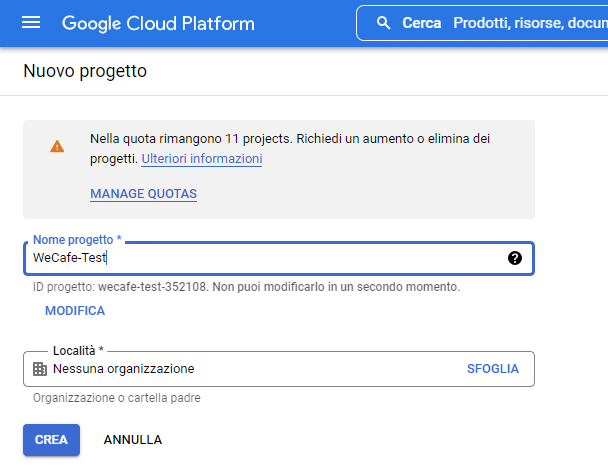 Google Cloud Platform
Cerca Prodotti, risorse, docum
Nuovo progetto
Nella quota rimangono 11 projects. Richiedi un aumento o elimina dei
progetti. Ulteriori informazioni
MANAGE QUOTAS
Nome progetto *
WeCafe-Test
ID progetto: wecafe-test-352108. Non puoi modificarlo in un secondo momento.
MODIFICA
Località *
Nessuna organizzazione SFOGLIA
Organizzazione o cartella padre
CREA ANNULLA